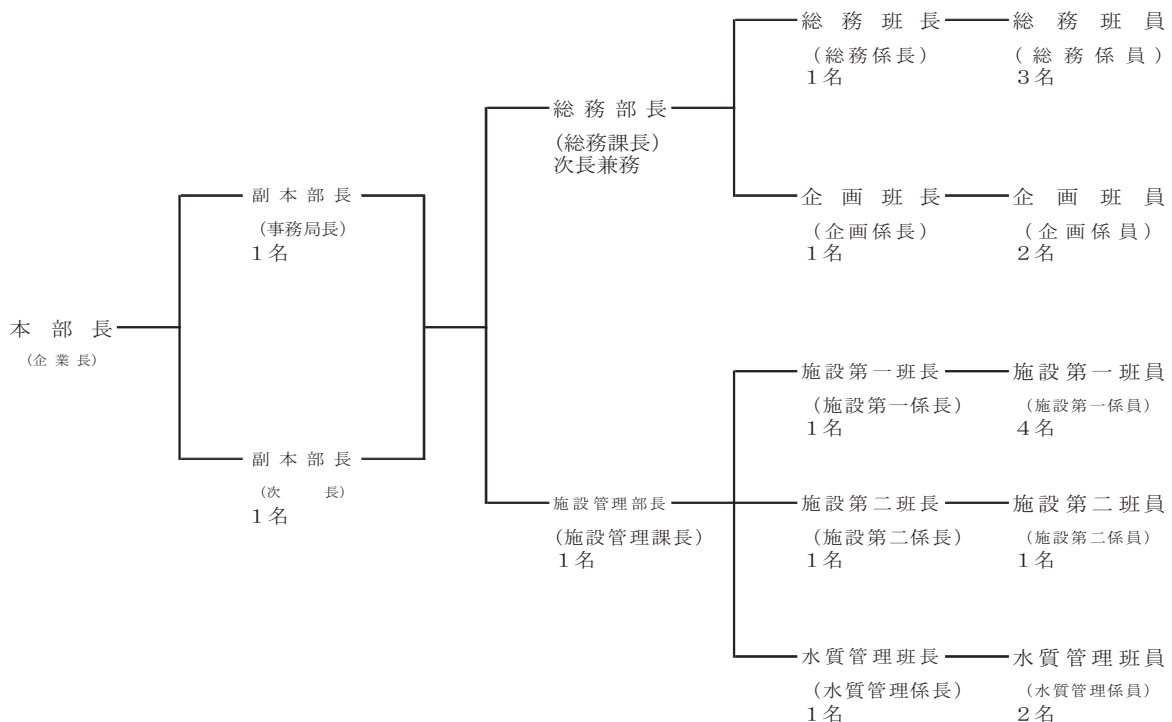 本部長
(企業長)
副本部長
(事務局長)
1名
副本部長
(次長)
1名
総務部長
(総務課長)
次長兼務
施設管理部長
(施設管理課長)
1名
総務班長
(総務係長)
1名
総務班員
(総務係員)
3名
企画班長
(企画係長)
1名
企画班員
(企画係員)
2名
施設第一班長
(施設第一係長)
1名
施設第一班員
(施設第一係員)
4名
施設第二班長
(施設第二係長)
1名
施設第二班員
(施設第二係員)
1名
水質管理班長
(水質管理係長)
1名
水質管理班員
(水質管理係員)
2名